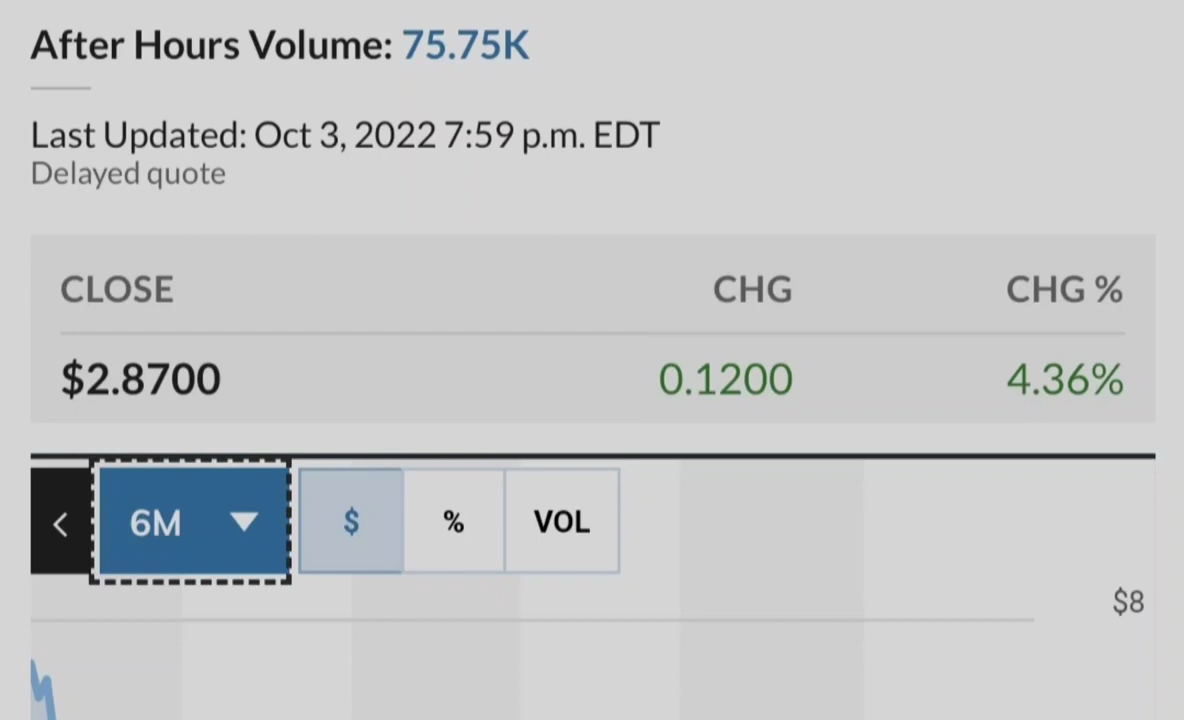 After Hours Volume: 75.75K
Last Updated: Oct 3, 2022 7:59 p.m. EDT
Delayed quote
CLOSE CHG CHG %
$2.8700 0.1200 4.36%
6M $ % VOL
$8